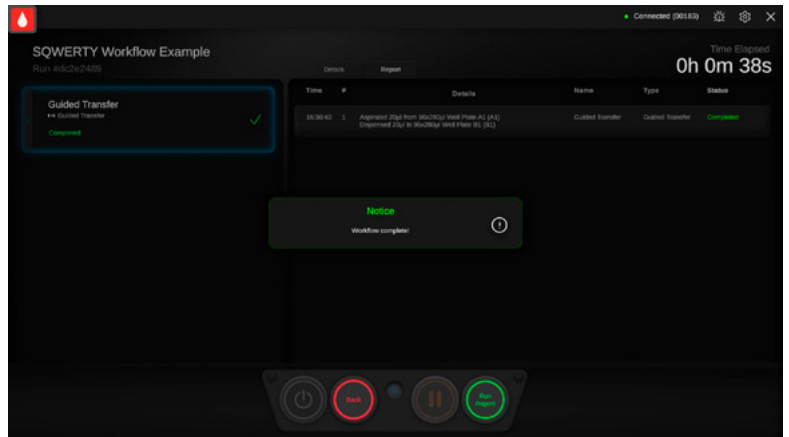 Connected (00183)
SQWERTY Workflow Example
Run #dc2e2489
Time Elapsed
0h 0m 38s
Details
Report
Guided Transfer
Guided Transfer
Completed
Time # Details Name Type Status
16:30:43 1 Aspirated 20µl from 96x280µl Well Plate A1 (A1) Guided Transfer Guided Transfer Completed
Dispensed 20µl in 96x280µl Well Plate B1 (B1)
Notice
Workflow complete!
Back
Run
Report